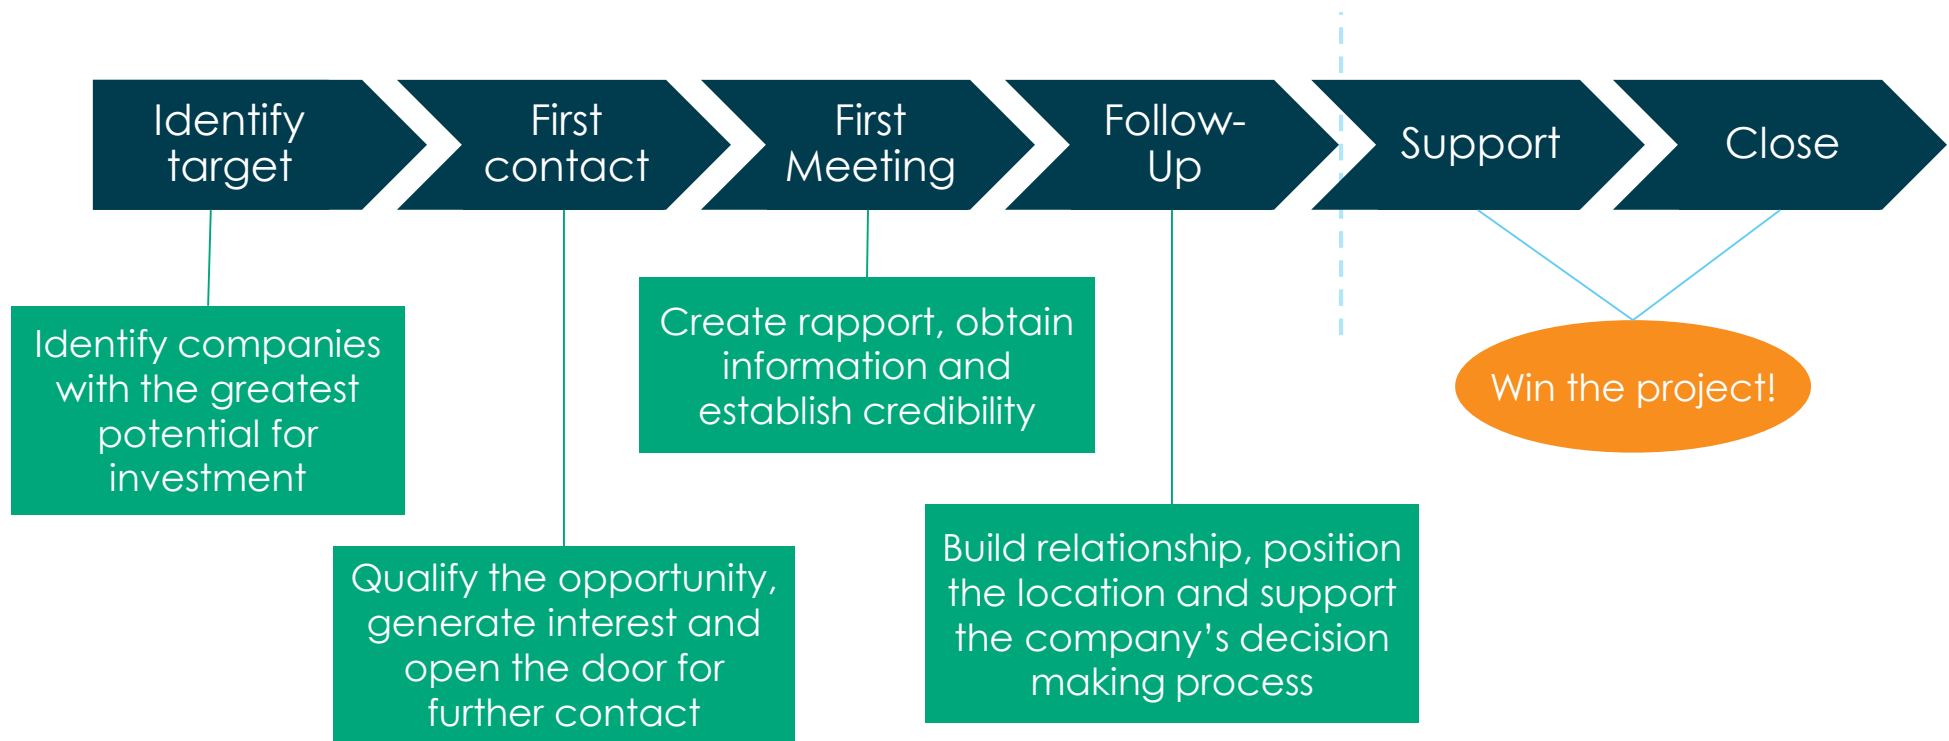 Identify
target
First
contact
First
Meeting
Follow-
Up
Support
Close
Identify companies
with the greatest
potential for
investment
Qualify the opportunity,
generate interest and
open the door for
further contact
Create rapport, obtain
information and
establish credibility
Build relationship, position
the location and support
the company’s decision
making process
Win the project!